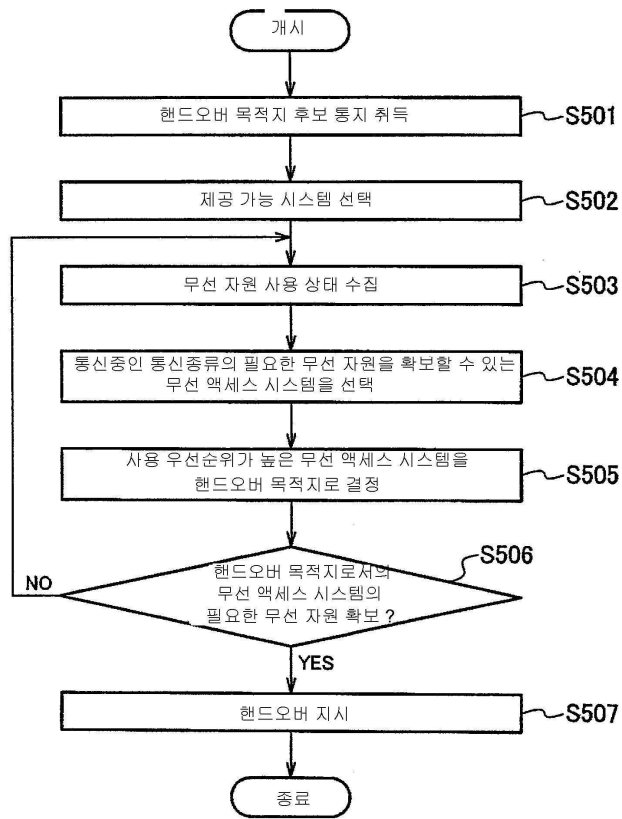 개시
핸드오버 목적지 후보 통지 취득
S501
제공 가능 시스템 선택
S502
무선 자원 사용 상태 수집
S503
통신중인 통신종류의 필요한 무선 자원을 확보할 수 있는
무선 액세스 시스템을 선택
S504
사용 우선순위가 높은 무선 액세스 시스템을
핸드오버 목적지로 결정
S505
핸드오버 목적지로서의
무선 액세스 시스템의
필요한 무선 자원 확보 ?
S506
NO
YES
핸드오버 지시
S507
종료